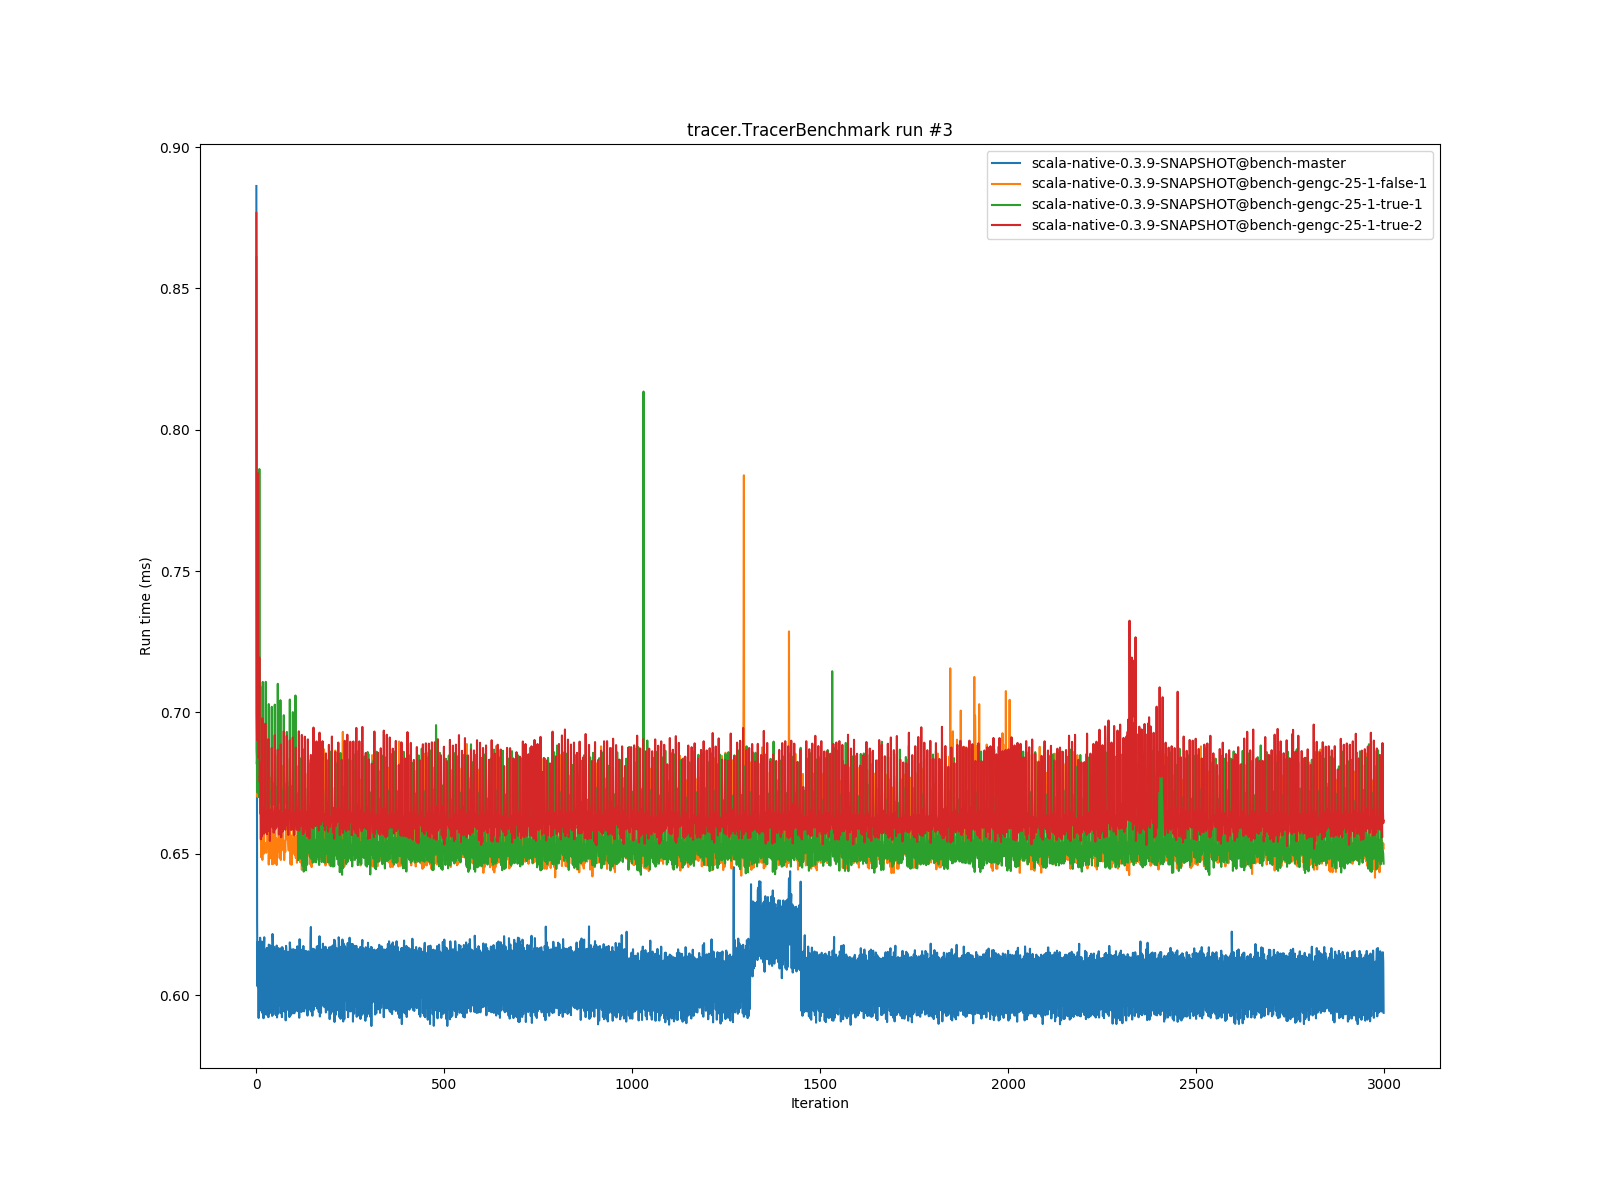 tracer.TracerBenchmark run #3
scala-native-0.3.9-SNAPSHOT@bench-master
scala-native-0.3.9-SNAPSHOT@bench-gengc-25-1-false-1
scala-native-0.3.9-SNAPSHOT@bench-gengc-25-1-true-1
scala-native-0.3.9-SNAPSHOT@bench-gengc-25-1-true-2
Run time (ms)
0.90
0.85
0.80
0.75
0.70
0.65
0.60
0 500 1000 1500 2000 2500 3000
Iteration